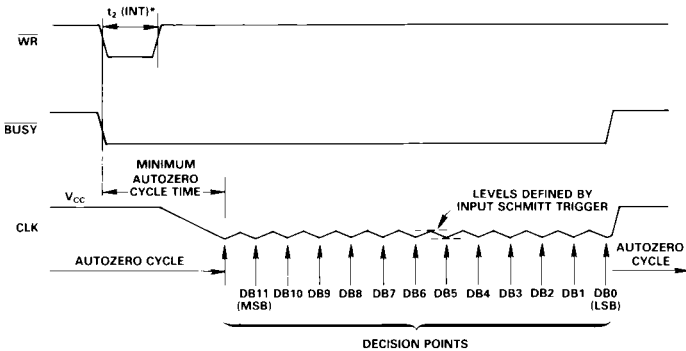 t2 (INT)*
WR
BUSY
MINIMUM
AUTOZERO
CYCLE TIME
LEVELS DEFINED BY
INPUT SCHMITT TRIGGER
VCC
CLK
AUTOZERO CYCLE
AUTOZERO
CYCLE
DB11 DB10 DB9 DB8 DB7 DB6 DB5 DB4 DB3 DB2 DB1 DB0
(MSB) (LSB)
DECISION POINTS